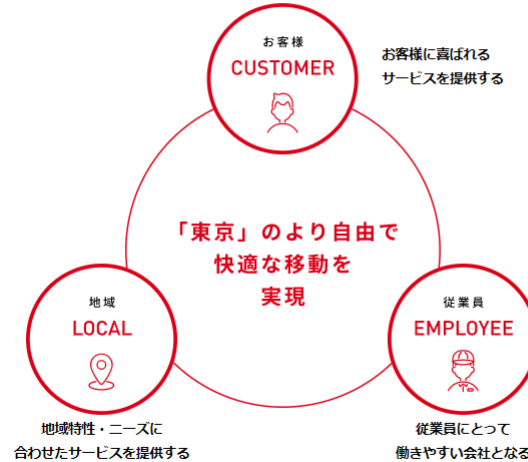 お客様
CUSTOMER
お客様に喜ばれる
サービスを提供する
「東京」のより自由で
快適な移動を
実現
地域
LOCAL
地域特性・ニーズに
合わせたサービスを提供する
従業員
EMPLOYEE
従業員にとって
働きやすい会社となる